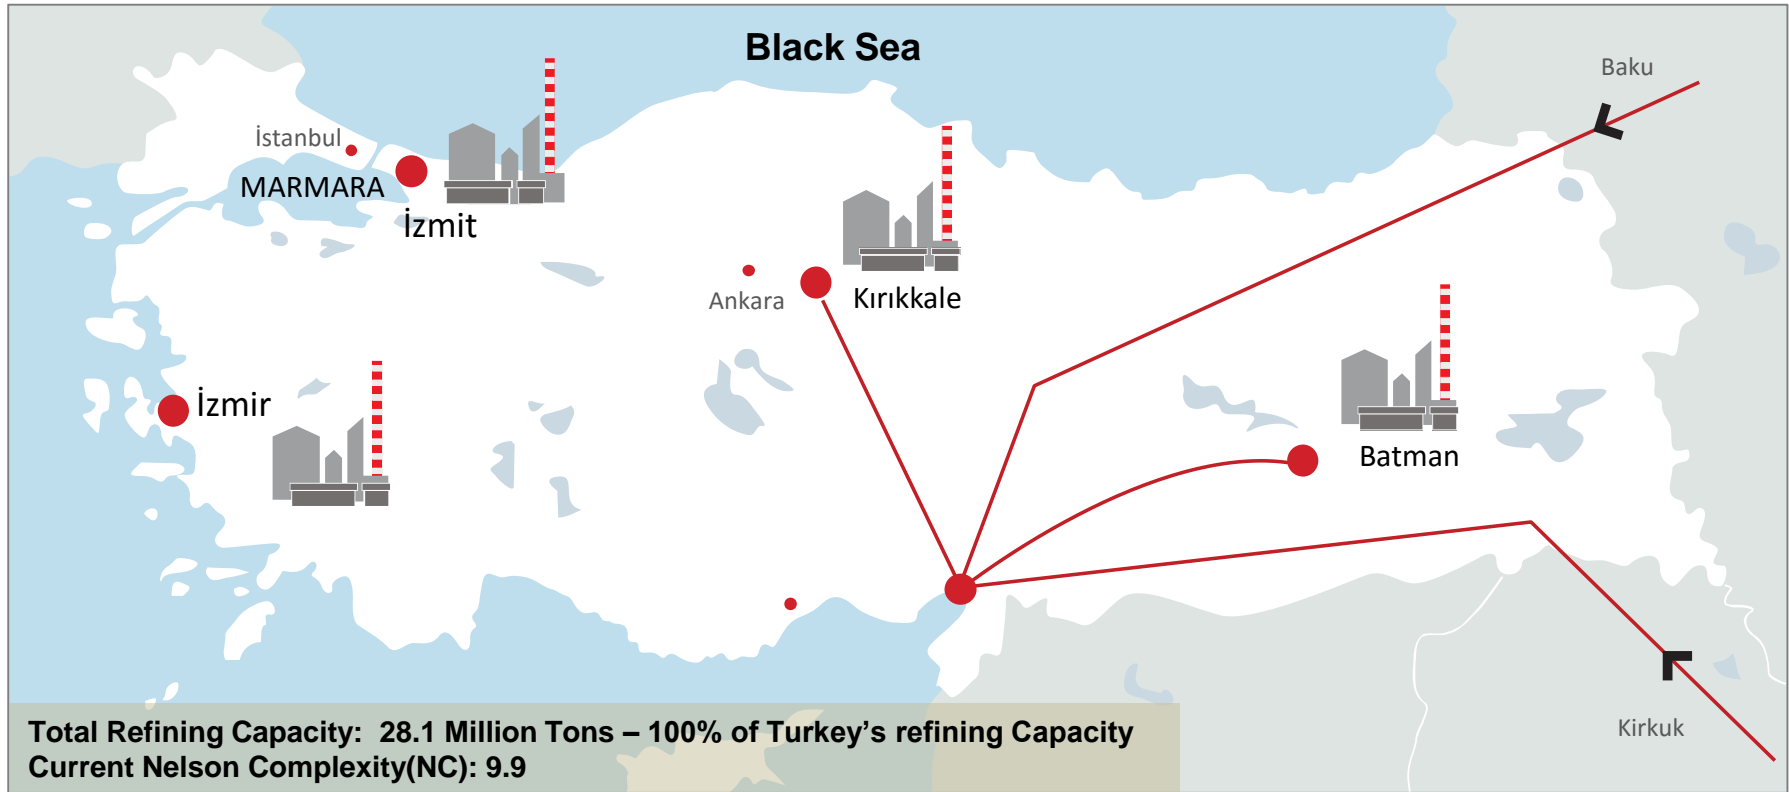 Black Sea
Baku
İstanbul
MARMARA
İzmit
Ankara
Kırıkkale
İzmir
Batman
Kirkuk
Total Refining Capacity: 28.1 Million Tons – 100% of Turkey’s refining Capacity
Current Nelson Complexity(NC): 9.9